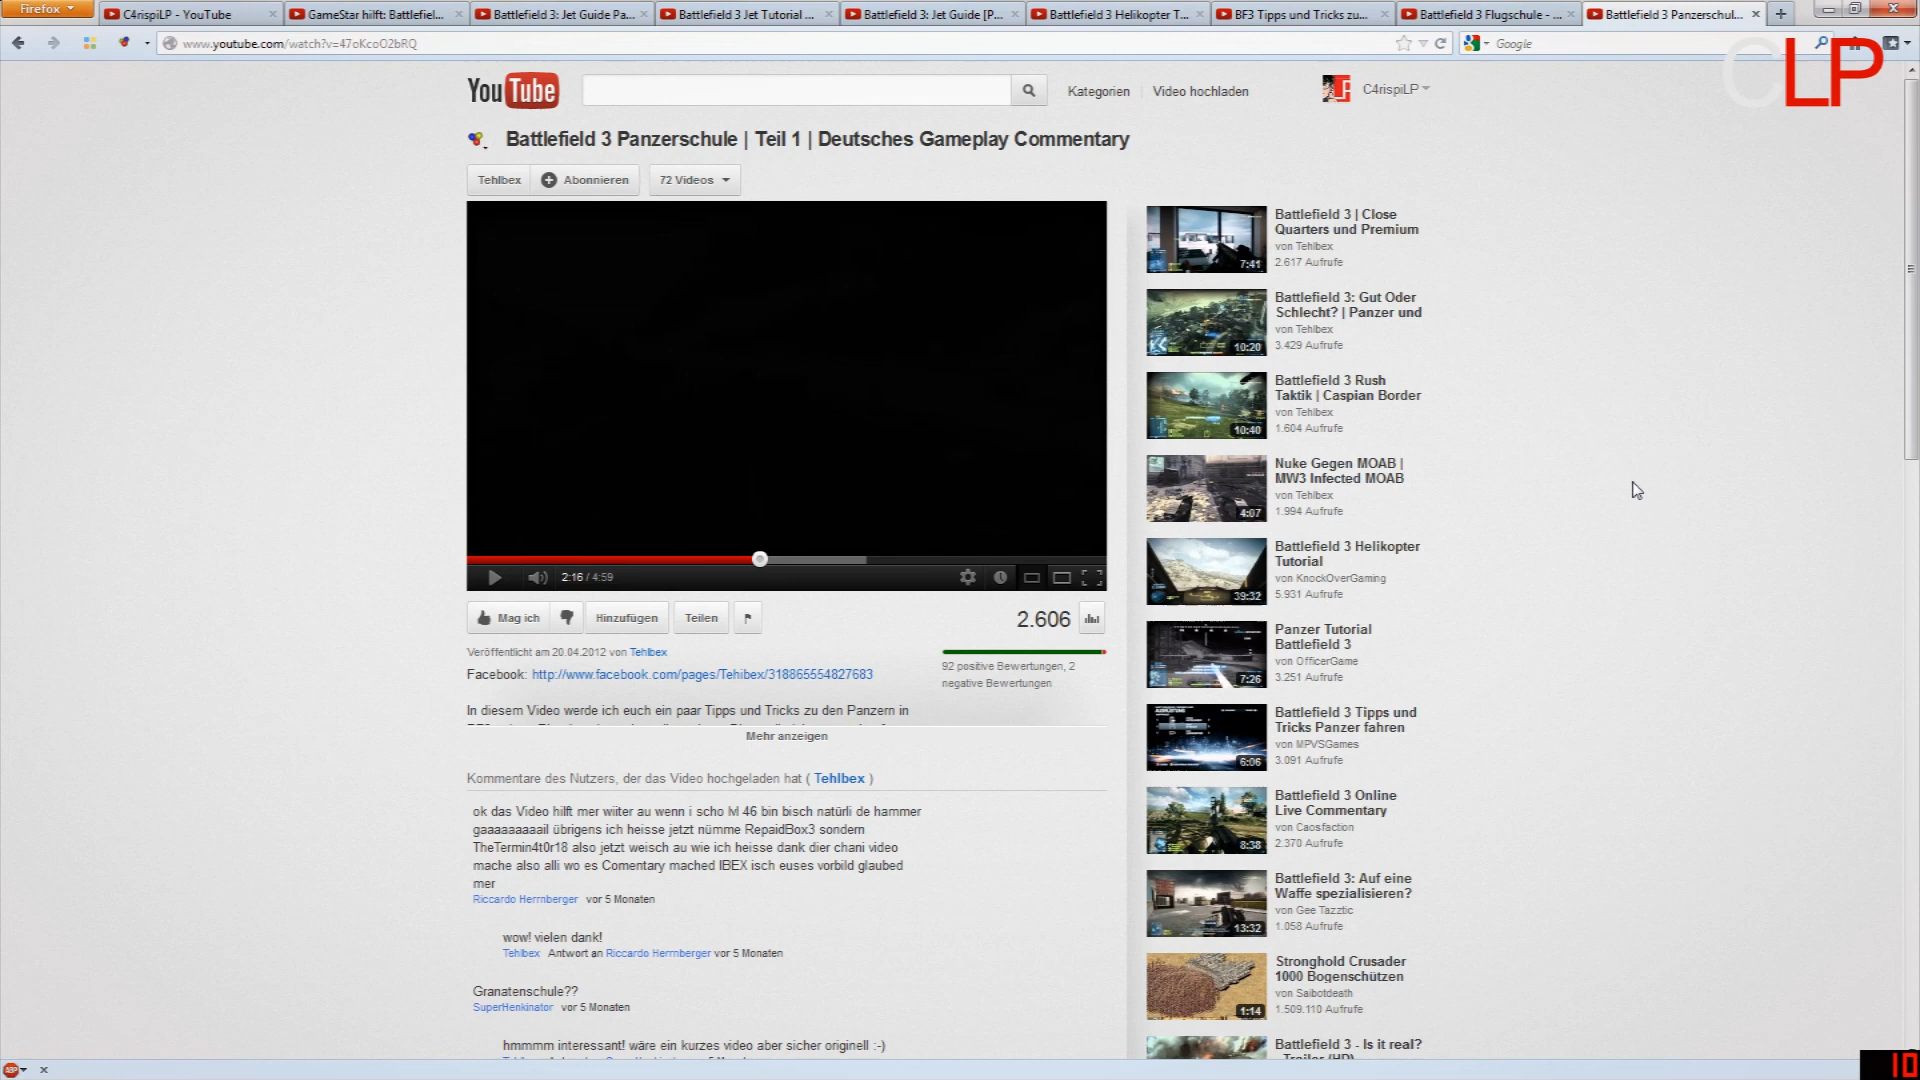 Firefox
C4rispiLP - YouTube
GameStar hilft: Battlefiel...
Battlefield 3: Jet Guide Pa...
Battlefield 3 Jet Tutorial ...
Battlefield 3: Jet Guide [P...
Battlefield 3 Helikopter T...
BF3 Tipps und Tricks zu...
Battlefield 3 Flugschule - ...
Battlefield 3 Panzerschul...
www.youtube.com/watch?v=47oKcoO2bRQ
Google
CLP
YouTube
Kategorien
Video hochladen
C4rispiLP
Battlefield 3 Panzerschule | Teil 1 | Deutsches Gameplay Commentary
TehIbex
Abonnieren
72 Videos
2:16 / 4:59
Mag ich
Hinzufügen
Teilen
2.606
Veröffentlicht am 20.04.2012 von TehIbex
92 positive Bewertungen, 2
negative Bewertungen
Facebook: http://www.facebook.com/pages/Tehibex/318865554827683
In diesem Video werde ich euch ein paar Tipps und Tricks zu den Panzern in
Mehr anzeigen
Kommentare des Nutzers, der das Video hochgeladen hat ( TehIbex )
ok das Video hilft mer wiiter au wenn i scho lvl 46 bin bisch natürli de hammer
gaaaaaaaaail übrigens ich heisse jetzt nümme RepaidBox3 sondern
TheTermin4t0r18 also jetzt weisch au wie ich heisse dank dier chani video
mache also alli wo es Comentary mached IBEX isch euses vorbild glaubed
mer
Riccardo Herrnberger vor 5 Monaten
wow! vielen dank!
TehIbex Antwort an Riccardo Herrnberger vor 5 Monaten
Granatenschule??
SuperHenkinator vor 5 Monaten
hmmmm interessant! wäre ein kurzes video aber sicher originell :-)
7:41
Battlefield 3 | Close
Quarters und Premium
von TehIbex
2.617 Aufrufe
10:20
Battlefield 3: Gut Oder
Schlecht? | Panzer und
von TehIbex
3.429 Aufrufe
10:40
Battlefield 3 Rush
Taktik | Caspian Border
von TehIbex
1.604 Aufrufe
4:07
Nuke Gegen MOAB |
MW3 Infected MOAB
von TehIbex
1.994 Aufrufe
39:32
Battlefield 3 Helikopter
Tutorial
von KnockOverGaming
5.931 Aufrufe
7:26
Panzer Tutorial
Battlefield 3
von OfficerGame
3.251 Aufrufe
6:06
Battlefield 3 Tipps und
Tricks Panzer fahren
von MPVSGames
3.091 Aufrufe
8:38
Battlefield 3 Online
Live Commentary
von Caosfaction
2.370 Aufrufe
13:32
Battlefield 3: Auf eine
Waffe spezialisieren?
von Gee Tazztic
1.058 Aufrufe
1:14
Stronghold Crusader
1000 Bogenschützen
von Saibotdeath
1.509.110 Aufrufe
Battlefield 3 - Is it real?
- Trailer (HD)
ABP
10